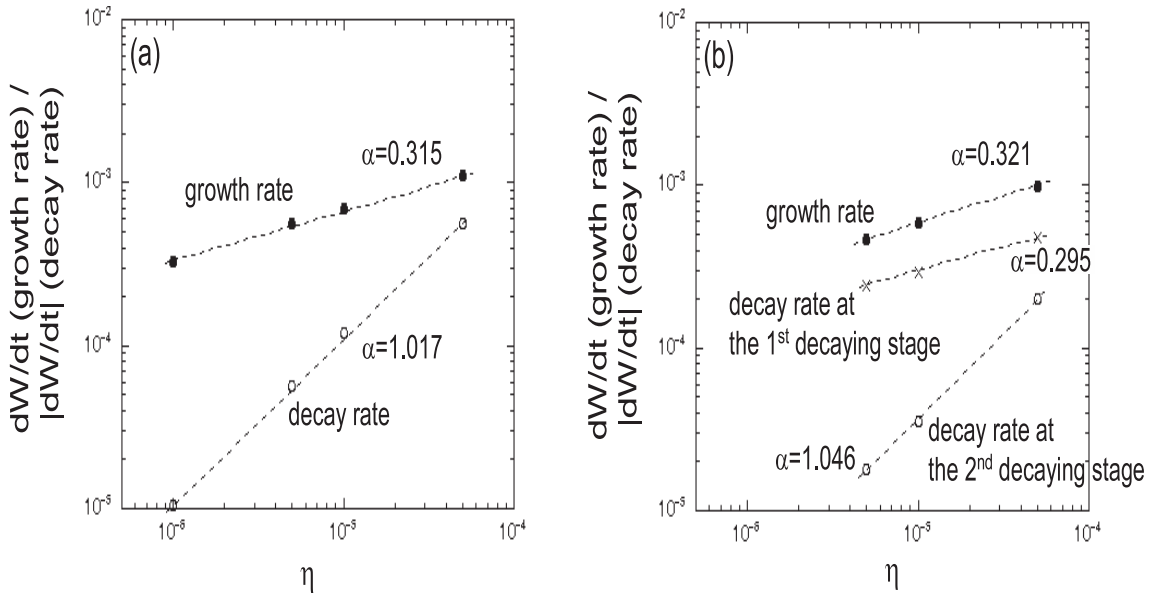 (a)
dW/dt (growth rate) /
|dW/dt| (decay rate)
10⁻²
10⁻³
10⁻⁴
10⁻⁵
α=0.315
growth rate
α=1.017
decay rate
10⁻⁶
10⁻⁵
10⁻⁴
η
(b)
dW/dt (growth rate) /
|dW/dt| (decay rate)
10⁻²
10⁻³
10⁻⁴
10⁻⁵
α=0.321
growth rate
α=0.295
decay rate at
the 1st decaying stage
α=1.046
decay rate at
the 2nd decaying stage
10⁻⁶
10⁻⁵
10⁻⁴
η